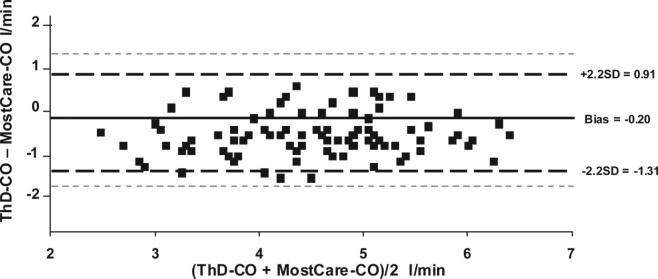 ThD-CO – MostCare-CO l/min
2
1
0
-1
-2
+2.2SD = 0.91
Bias = -0.20
-2.2SD = -1.31
2 3 4 5 6 7
(ThD-CO + MostCare-CO)/2 l/min